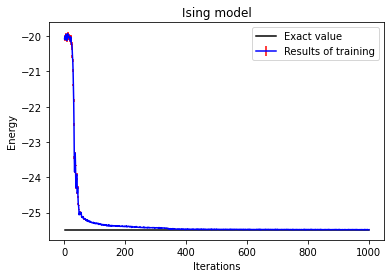 Ising model
Exact value
Results of training
−20
−21
−22
−23
−24
−25
Energy
0
200
400
600
800
1000
Iterations